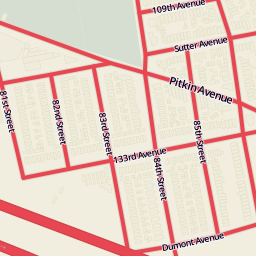 109th Avenue
Sutter Avenue
Pitkin Avenue
81st Street
82nd Street
83rd Street
85th Street
133rd Avenue
84th Street
Dumont Avenue